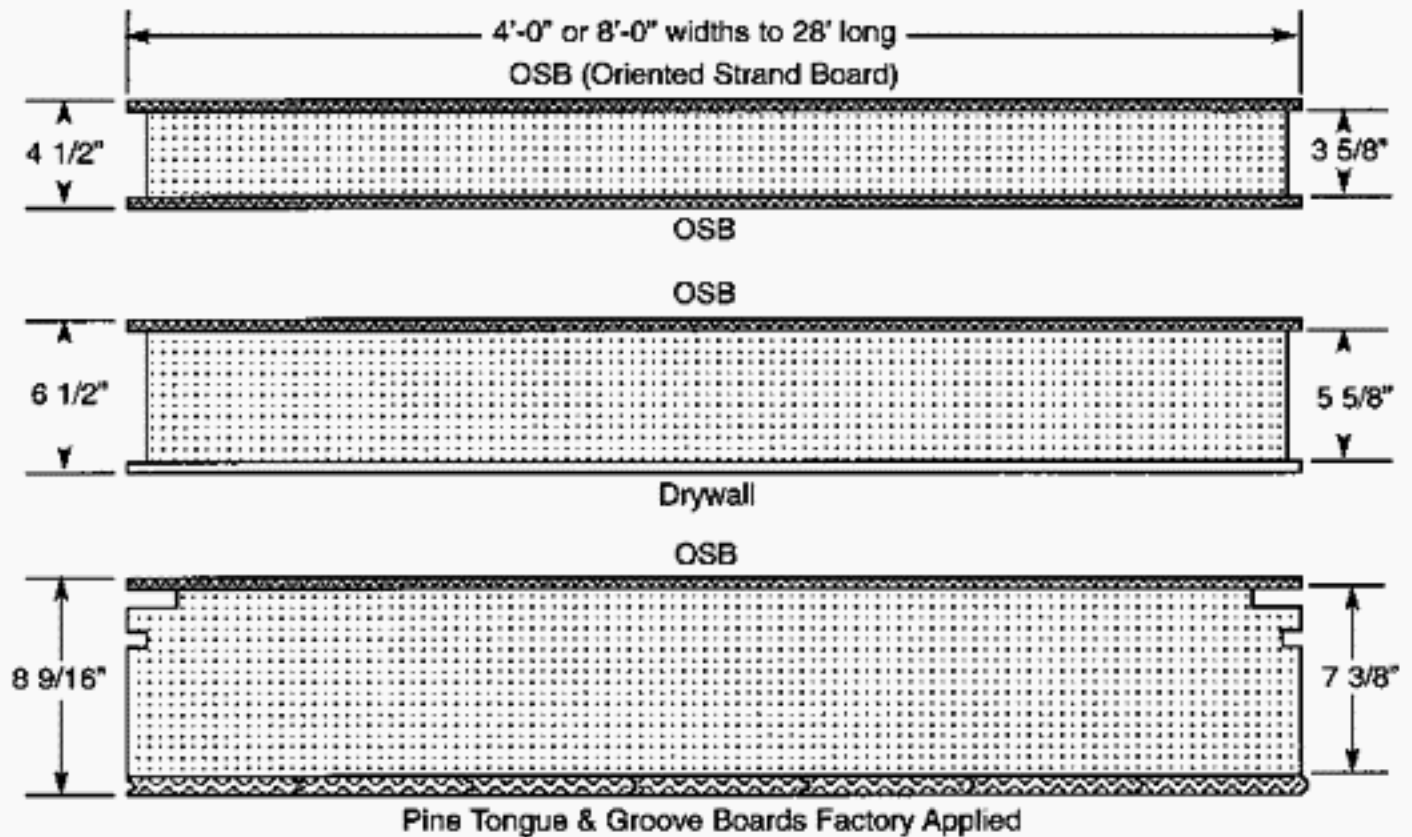 4'-0" or 8'-0" widths to 28' long
OSB (Oriented Strand Board)
4 1/2"
3 5/8"
OSB
OSB
6 1/2"
5 5/8"
Drywall
OSB
8 9/16"
7 3/8"
Pine Tongue & Groove Boards Factory Applied